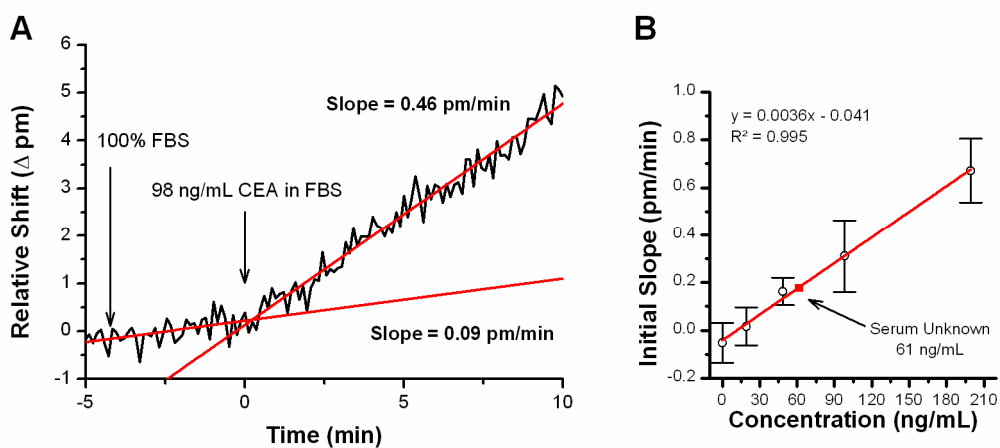 A
Relative Shift (Δ pm)
6
5
4
3
2
1
0
-1
-5
0
5
10
Time (min)
100% FBS
98 ng/mL CEA in FBS
Slope = 0.46 pm/min
Slope = 0.09 pm/min
B
Initial Slope (pm/min)
1.0
0.8
0.6
0.4
0.2
0.0
-0.2
0
30
60
90
120
150
180
210
Concentration (ng/mL)
y = 0.0036x - 0.041
R² = 0.995
Serum Unknown
61 ng/mL